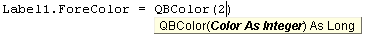 Label1.ForeColor = QBColor(2)
QBColor(Color As Integer) As Long